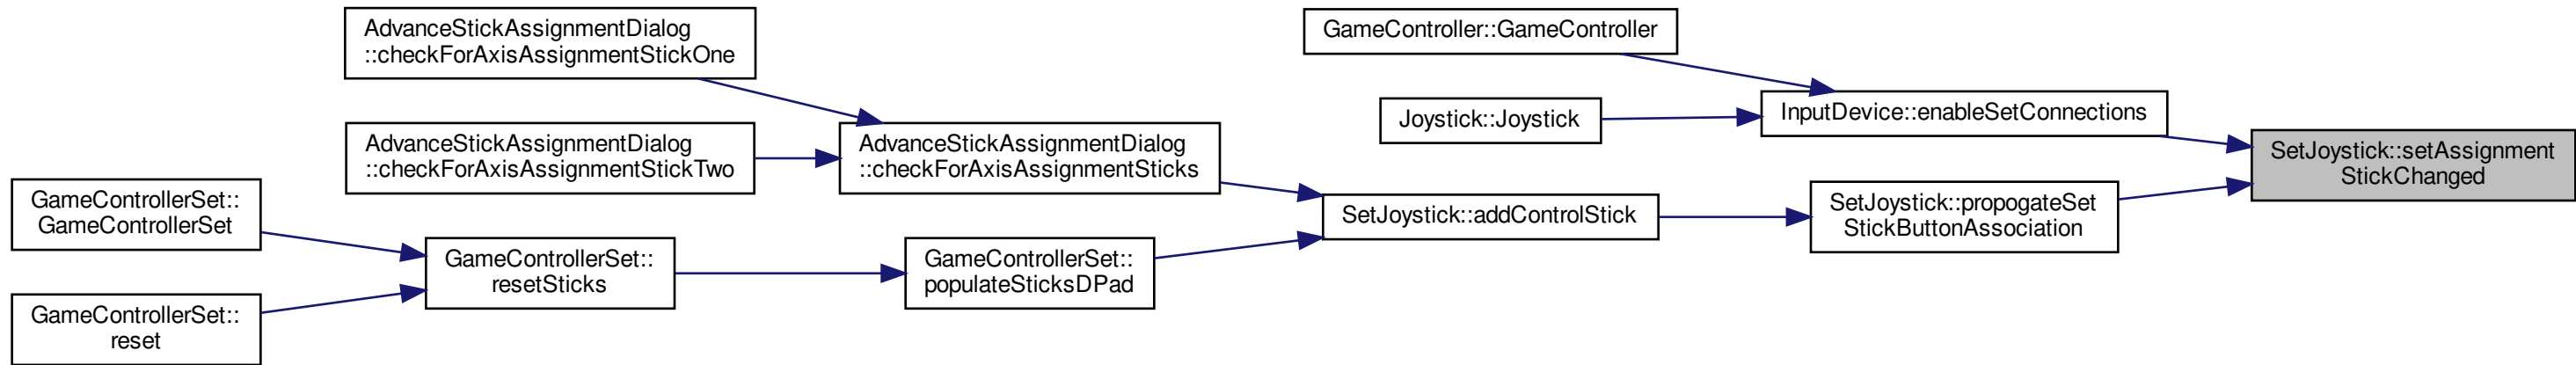 AdvanceStickAssignmentDialog
::checkForAxisAssignmentStickOne
GameController::GameController
Joystick::Joystick
InputDevice::enableSetConnections
AdvanceStickAssignmentDialog
::checkForAxisAssignmentStickTwo
AdvanceStickAssignmentDialog
::checkForAxisAssignmentSticks
SetJoystick::setAssignment
StickChanged
GameControllerSet::
GameControllerSet
SetJoystick::addControlStick
SetJoystick::propogateSet
StickButtonAssociation
GameControllerSet::
resetSticks
GameControllerSet::
populateSticksDPad
GameControllerSet::
reset